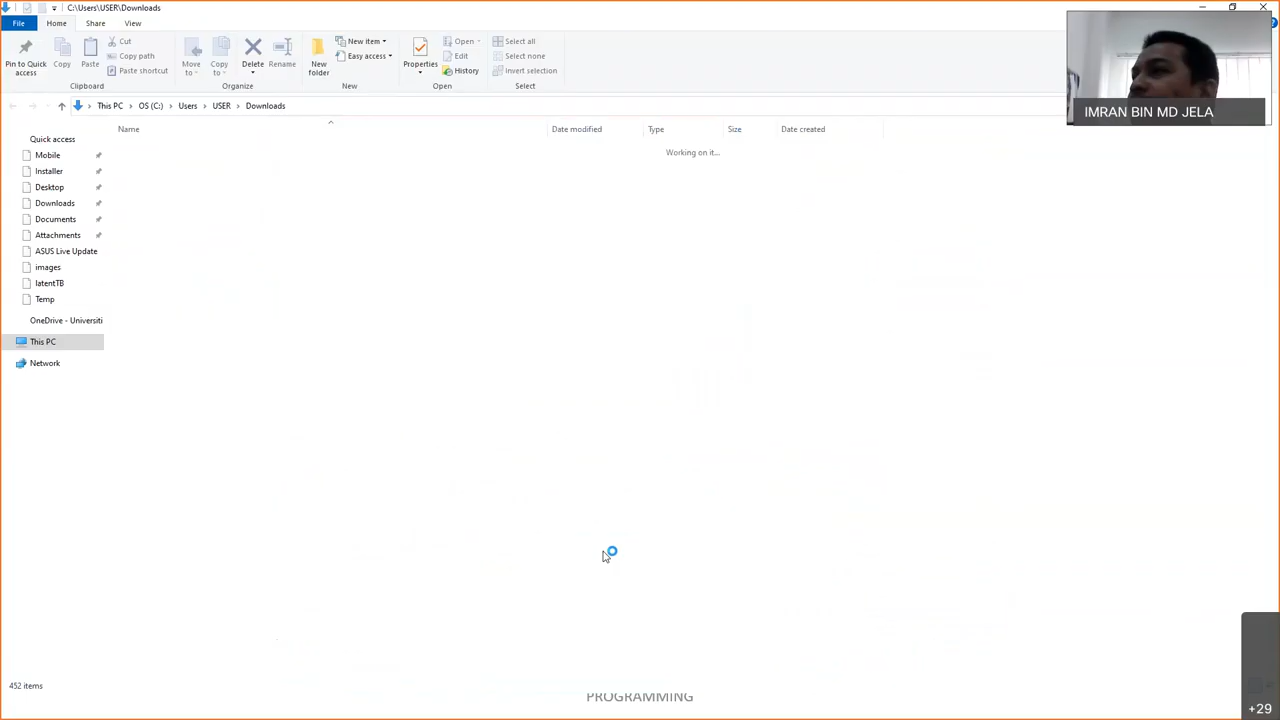 C:\Users\USER\Downloads
File Home Share View
Pin to Quick access
Copy
Paste
Cut
Copy path
Paste shortcut
Clipboard
Move to
Copy to
Delete
Rename
Organize
New folder
New item
Easy access
New
Properties
Open
Edit
History
Open
Select all
Select none
Invert selection
Select
IMRAN BIN MD JELA
This PC OS (C:) Users USER Downloads
Name Date modified Type Size Date created
Working on it...
Quick access
Mobile
Installer
Desktop
Downloads
Documents
Attachments
ASUS Live Update
images
latentTB
Temp
OneDrive - Universiti
This PC
Network
452 items
PROGRAMMING
+29